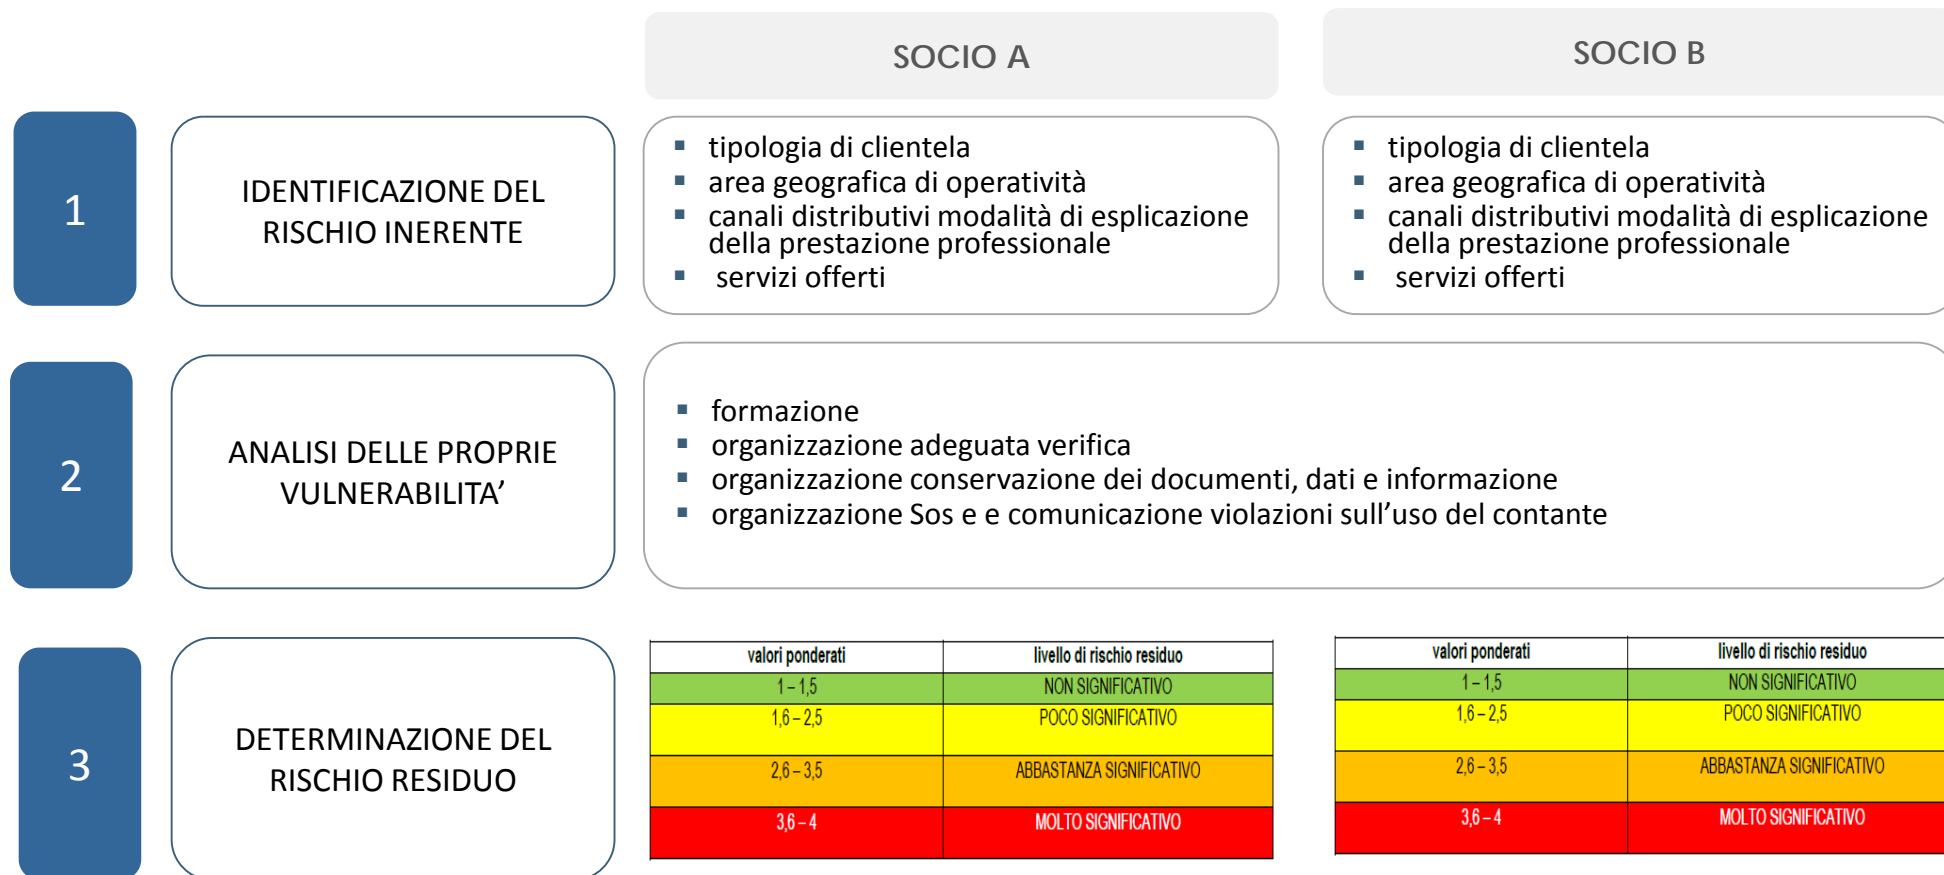 SOCIO A
SOCIO B
1
IDENTIFICAZIONE DEL
RISCHIO INERENTE
▪ tipologia di clientela
▪ area geografica di operatività
▪ canali distributivi modalità di esplicazione
della prestazione professionale
▪ servizi offerti
▪ tipologia di clientela
▪ area geografica di operatività
▪ canali distributivi modalità di esplicazione
della prestazione professionale
▪ servizi offerti
2
ANALISI DELLE PROPRIE
VULNERABILITA’
▪ formazione
▪ organizzazione adeguata verifica
▪ organizzazione conservazione dei documenti, dati e informazione
▪ organizzazione Sos e e comunicazione violazioni sull’uso del contante
3
DETERMINAZIONE DEL
RISCHIO RESIDUO
valori ponderati livello di rischio residuo
1 – 1,5 NON SIGNIFICATIVO
1,6 – 2,5 POCO SIGNIFICATIVO
2,6 – 3,5 ABBASTANZA SIGNIFICATIVO
3,6 – 4 MOLTO SIGNIFICATIVO
valori ponderati livello di rischio residuo
1 – 1,5 NON SIGNIFICATIVO
1,6 – 2,5 POCO SIGNIFICATIVO
2,6 – 3,5 ABBASTANZA SIGNIFICATIVO
3,6 – 4 MOLTO SIGNIFICATIVO